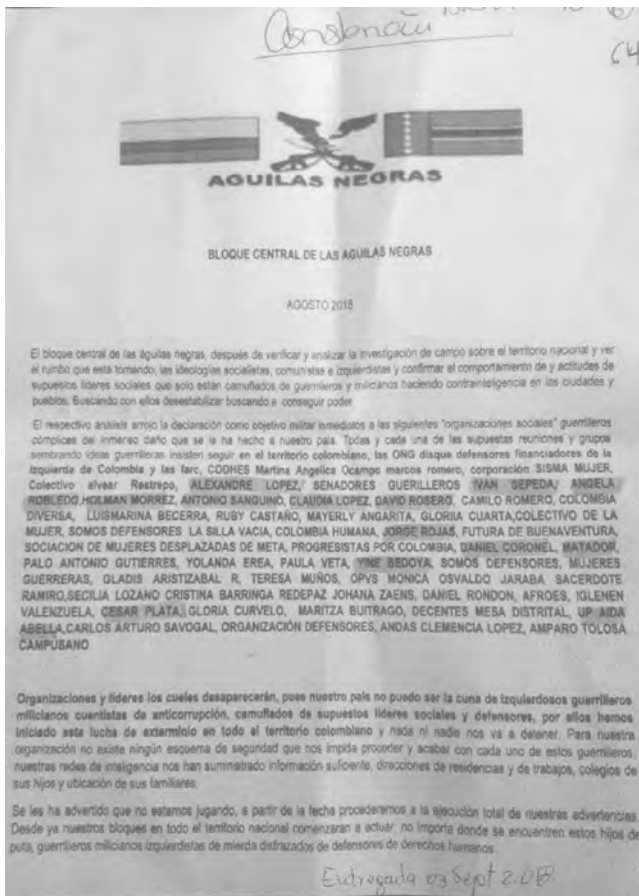 Constancia
64
AGUILAS NEGRAS
BLOQUE CENTRAL DE LAS AGUILAS NEGRAS
AGOSTO 2018
El bloque central de las águilas negras, después de verificar y analizar la investigación de campo sobre el territorio nacional y ver
el rumbo que está tomando, las ideologías socialistas, comunistas e izquierdistas y confirmar el comportamiento de y actitudes de
supuestos líderes sociales que solo están camuflados de guerrilleros y milicianos haciendo contrainteligencia en las ciudades y
pueblos. Buscando con ellos desestabilizar buscando e conseguir poder.
El respectivo análisis arrojo la declaración como objetivo militar inmediatos a las siguientes "organizaciones sociales" guerrilleros
cómplices del inmenso daño que se le ha hecho a nuestro país. Todas y cada una de las supuestas reuniones y grupos
sembrando ideas guerrilleras insisten seguir en el territorio colombiano, las ONG disque defensores financiadores de la
izquierda de Colombia y las farc, CODHES Martina Angelica Ocampo marcos romero, corporación SISMA MUJER,
Colectivo alvear Restrepo, ALEXANDRE LOPEZ, SENADORES GUERILLEROS IVAN SEPEDA, ANGELA
ROBLEDO,HOLMAN MORREZ, ANTONIO SANGUINO, CLAUDIA LOPEZ, DAVID ROSERO, CAMILO ROMERO, COLOMBIA
DIVERSA, LUISMARINA BECERRA, RUBY CASTAÑO, MAYERLY ANGARITA, GLORIIA CUARTA,COLECTIVO DE LA
MUJER, SOMOS DEFENSORES LA SILLA VACIA, COLOMBIA HUMANA, JORGE ROJAS, FUTURA DE BUENAVENTURA,
SOCIACION DE MUJERES DESPLAZADAS DE META, PROGRESISTAS POR COLOMBIA, DANIEL CORONEL, MATADOR,
PALO ANTONIO GUTIERRES, YOLANDA EREA, PAULA VETA, YINE BEDOYA, SOMOS DEFENSORES, MUJERES
GUERRERAS, GLADIS ARISTIZABAL R, TERESA MUÑOS, OPVS MONICA OSVALDO JARABA SACERDOTE
RAMIRO,SECILIA LOZANO CRISTINA BARRINGA REDEPAZ JOHANA ZAENS, DANIEL RONDON, AFROES, IGLENEN
VALENZUELA, CESAR PLATA, GLORIA CURVELO, MARITZA BUITRAGO, DECENTES MESA DISTRITAL, UP AIDA
ABELLA,CARLOS ARTURO SAVOGAL, ORGANIZACIÓN DEFENSORES, ANDAS CLEMENCIA LOPEZ, AMPARO TOLOSA
CAMPUSANO
Organizaciones y líderes los cueles desaparecerán, pues nuestro país no puedo ser la cuna de izquierdosos guerrilleros
milicianos cuentistas de anticorrupción, camuflados de supuestos líderes sociales y defensores, por ellos hemos
iniciado esta lucha de exterminio en todo el territorio colombiano y nada ni nadie nos va a detener. Para nuestra
organización no existe ningún esquema de seguridad que nos impida proceder y acabar con cada uno de estos guerrilleros,
nuestras redes de inteligencia nos han suministrado información suficiente, direcciones de residencias y de trabajos, colegios de
sus hijos y ubicación de sus familiares.
Se les ha advertido que no estamos jugando, a partir de la fecha procederemos a la ejecución total de nuestras advertencias.
Desde ya nuestros bloques en todo el territorio nacional comenzaran a actuar, no importa donde se encuentren estos hijos de
puta, guerrilleros milicianos izquierdistas de mierda disfrazados de defensores de derechos humanos.
Entregada 03 Sept 2018